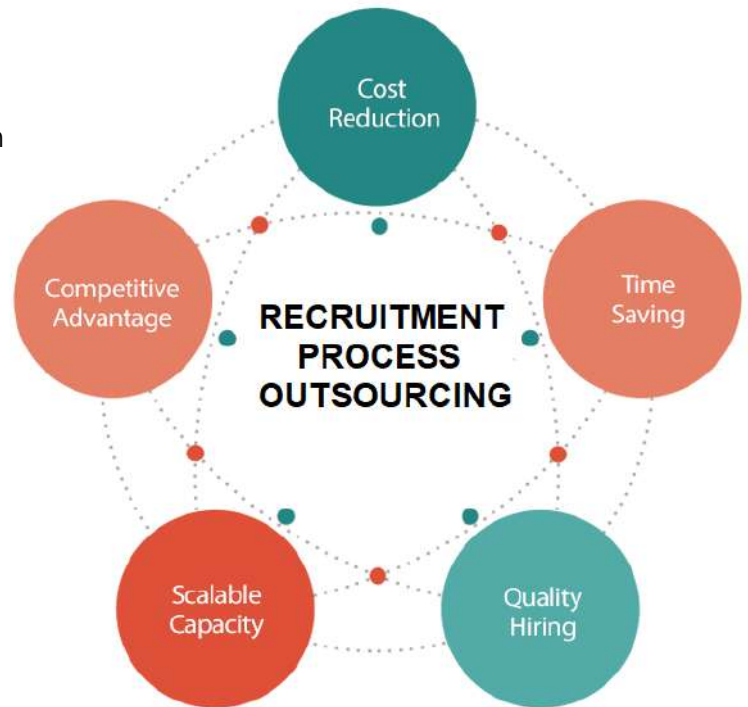 Cost
Reduction
Competitive
Advantage
Time
Saving
RECRUITMENT
PROCESS
OUTSOURCING
Scalable
Capacity
Quality
Hiring